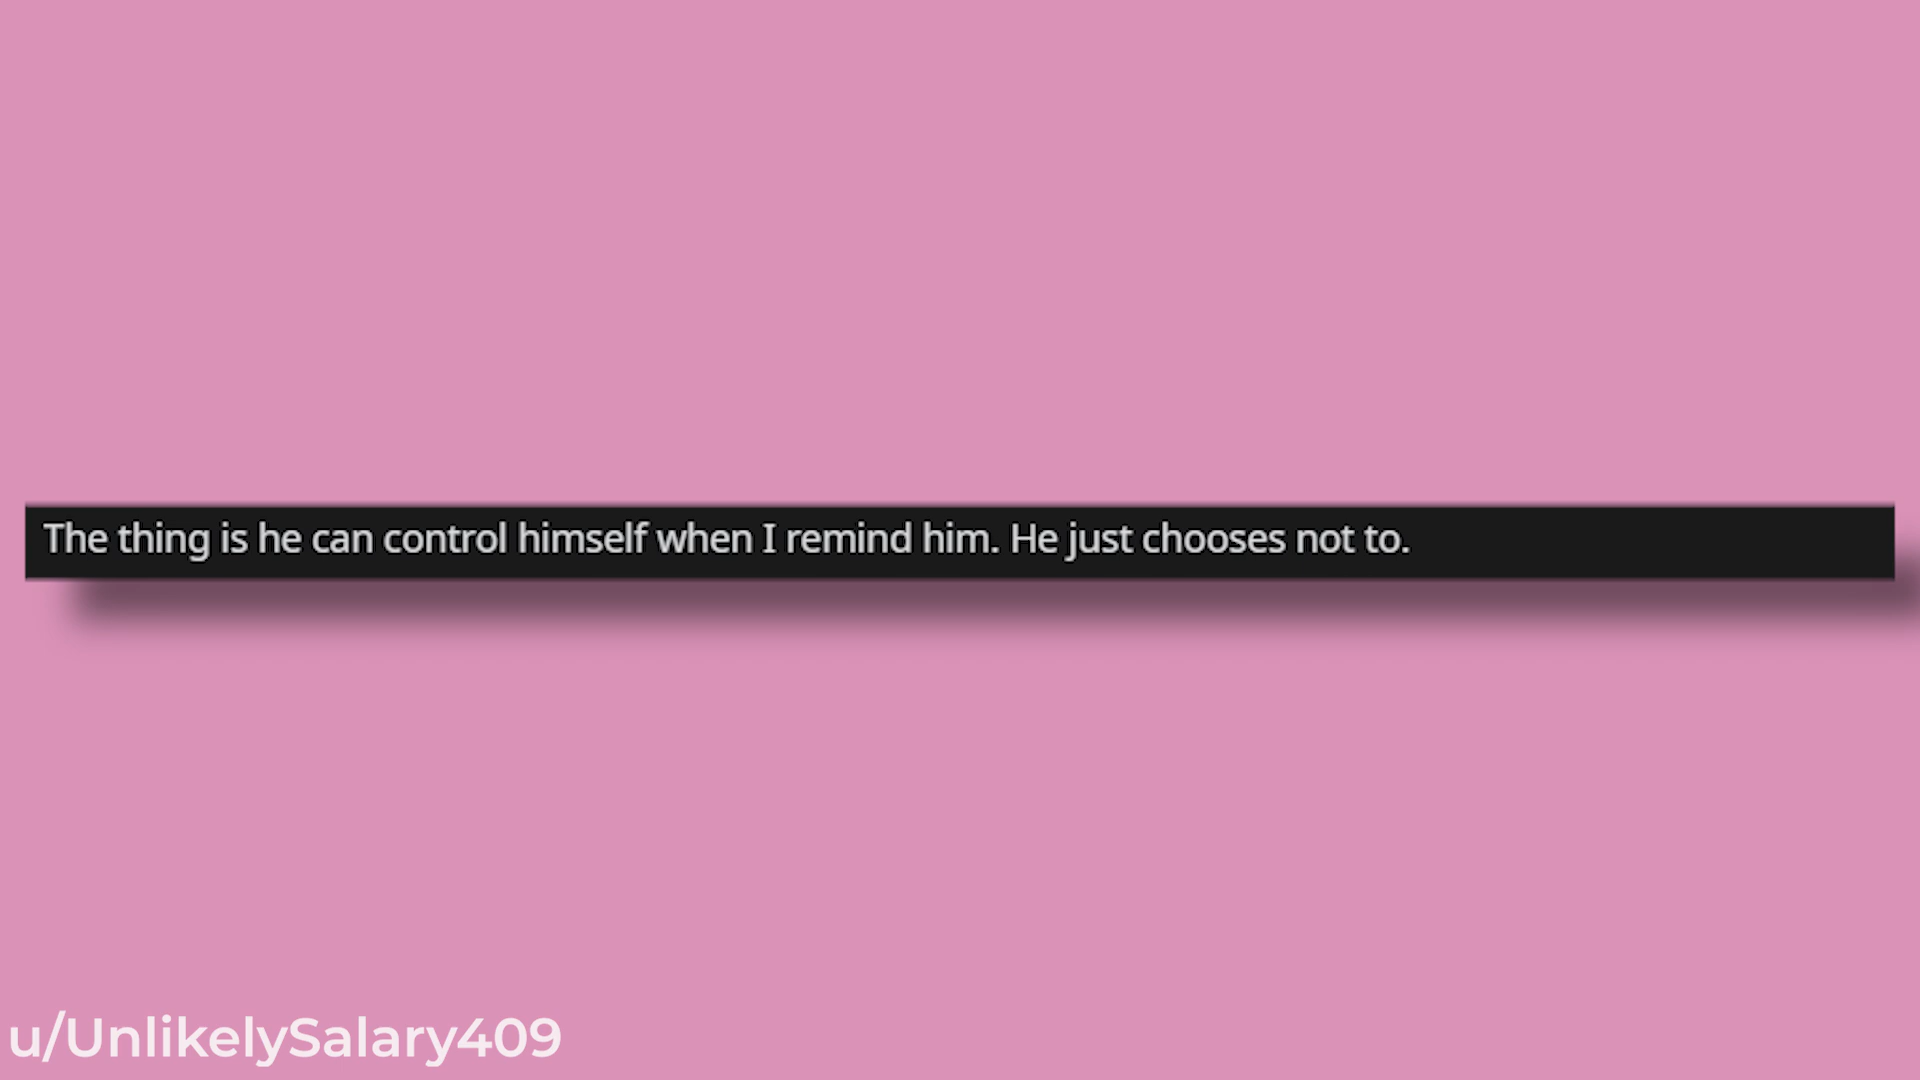 The thing is he can control himself when I remind him. He just chooses not to.
u/UnlikelySalary409